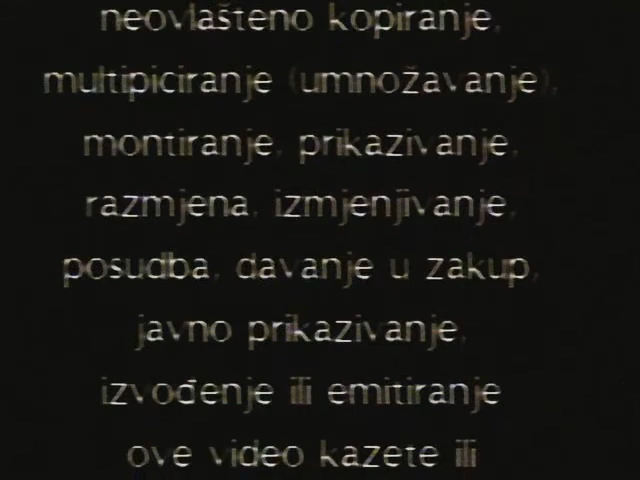 neovlašteno kopiranje,
multipiciranje (umnožavanje),
montiranje, prikazivanje,
razmjena, izmjenjivanje,
posudba, davanje u zakup,
javno prikazivanje,
izvođenje ili emitiranje
ove video kazete ili